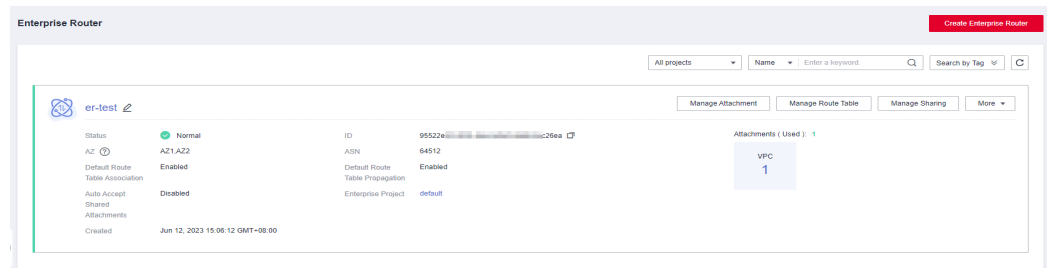 Enterprise Router
Create Enterprise Router
All projects
Name
Enter a keyword.
Search by Tag
er-test
Manage Attachment
Manage Route Table
Manage Sharing
More
Status
Normal
ID
95522e
c26ea
Attachments ( Used ): 1
AZ
AZ1,AZ2
ASN
64512
VPC
1
Default Route
Table Association
Enabled
Default Route
Table Propagation
Enabled
Auto Accept
Shared
Attachments
Disabled
Enterprise Project
default
Created
Jun 12, 2023 15:06:12 GMT+08:00